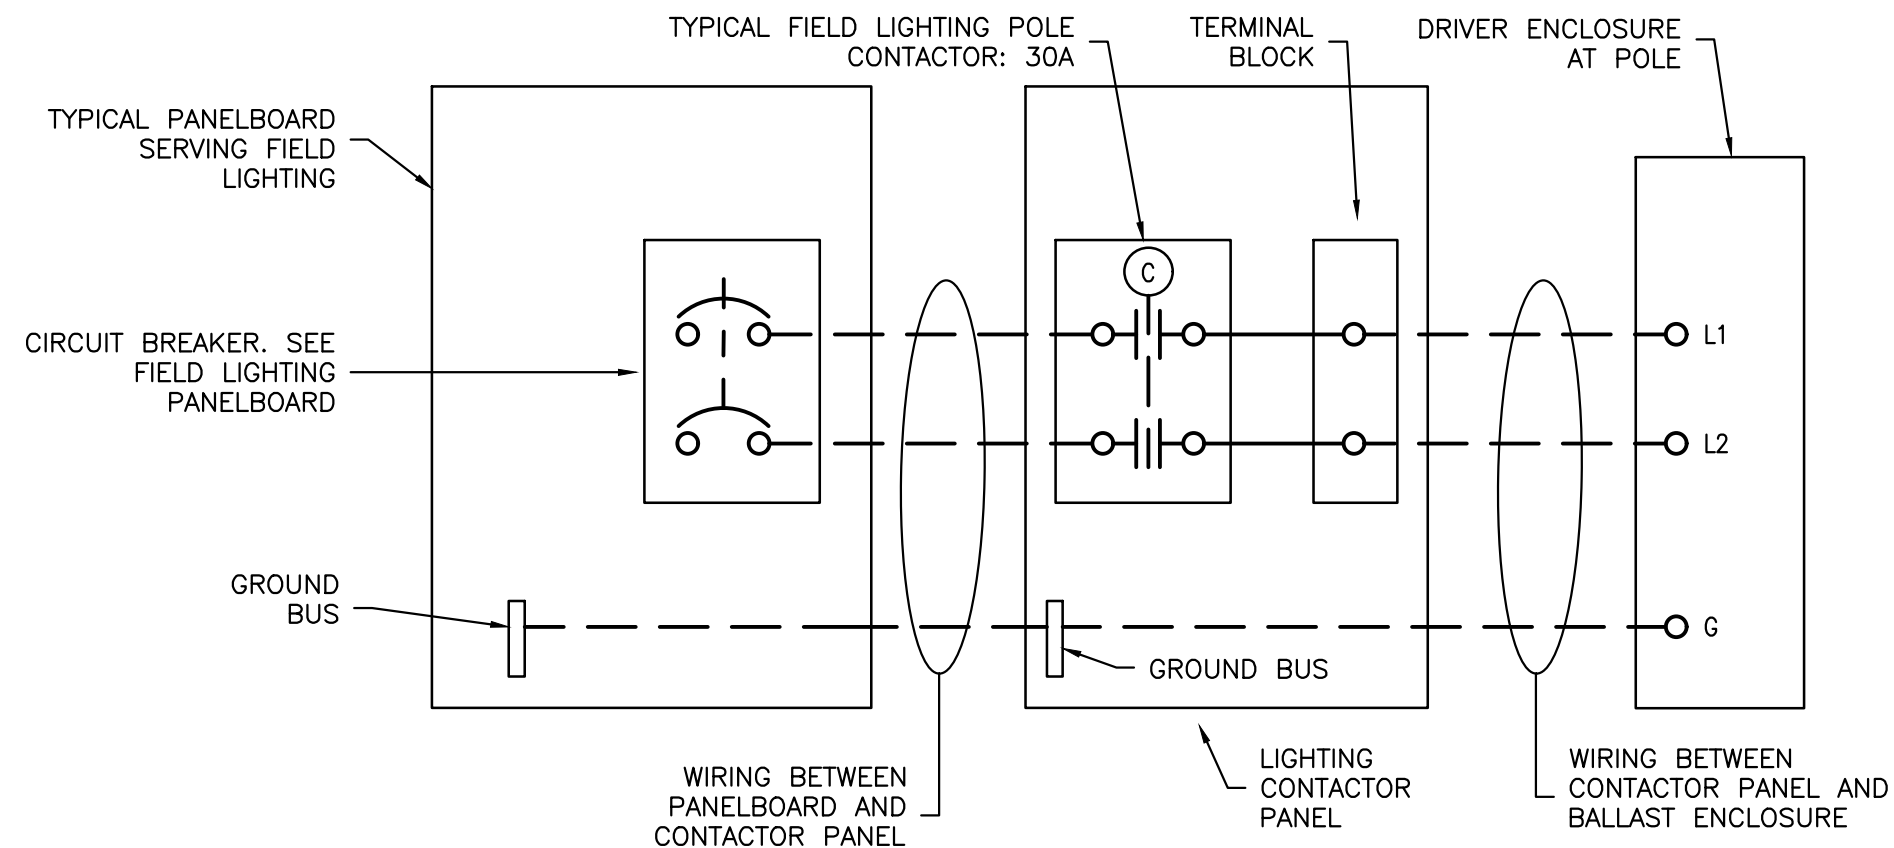 TYPICAL FIELD LIGHTING POLE
CONTACTOR: 30A
TERMINAL
BLOCK
DRIVER ENCLOSURE
AT POLE
TYPICAL PANELBOARD
SERVING FIELD
LIGHTING
C
CIRCUIT BREAKER. SEE
FIELD LIGHTING
PANELBOARD
L1
L2
GROUND
BUS
G
GROUND BUS
WIRING BETWEEN
PANELBOARD AND
CONTACTOR PANEL
LIGHTING
CONTACTOR
PANEL
WIRING BETWEEN
CONTACTOR PANEL AND
BALLAST ENCLOSURE